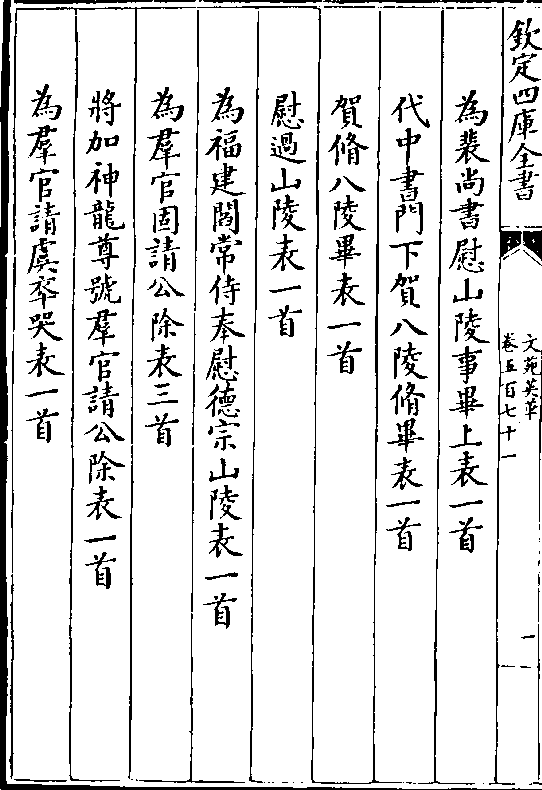 欽定四庫全書
文苑英華
卷五百七十一
一
為裴尚書慰山陵事畢上表一首
代中書門下賀八陵脩畢表一首
賀脩八陵畢表一首
慰過山陵表一首
為福建閻常侍奉慰德宗山陵表一首
為羣官固請公除表三首
將加神龍尊號羣官請公除表一首
為羣官請虞卒哭表一首